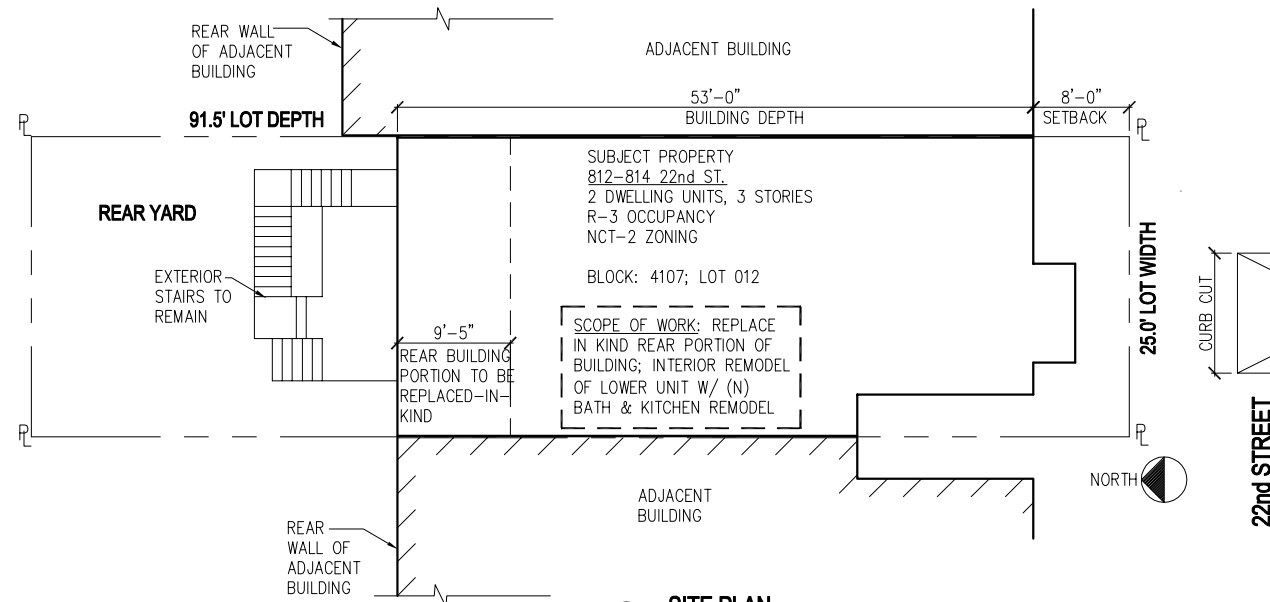 REAR WALL
OF ADJACENT
BUILDING
ADJACENT BUILDING
53'-0"
BUILDING DEPTH
8'-0"
SETBACK
91.5' LOT DEPTH
PL
PL
SUBJECT PROPERTY
812-814 22nd ST.
2 DWELLING UNITS, 3 STORIES
R-3 OCCUPANCY
NCT-2 ZONING
BLOCK: 4107; LOT 012
REAR YARD
EXTERIOR
STAIRS TO
REMAIN
9'-5"
REAR BUILDING
PORTION TO BE
REPLACED-IN-
KIND
SCOPE OF WORK: REPLACE
IN KIND REAR PORTION OF
BUILDING; INTERIOR REMODEL
OF LOWER UNIT W/ (N)
BATH & KITCHEN REMODEL
25.0' LOT WIDTH
CURB CUT
22nd STREET
PL
PL
NORTH
ADJACENT
BUILDING
REAR
WALL OF
ADJACENT
BUILDING
SITE PLAN